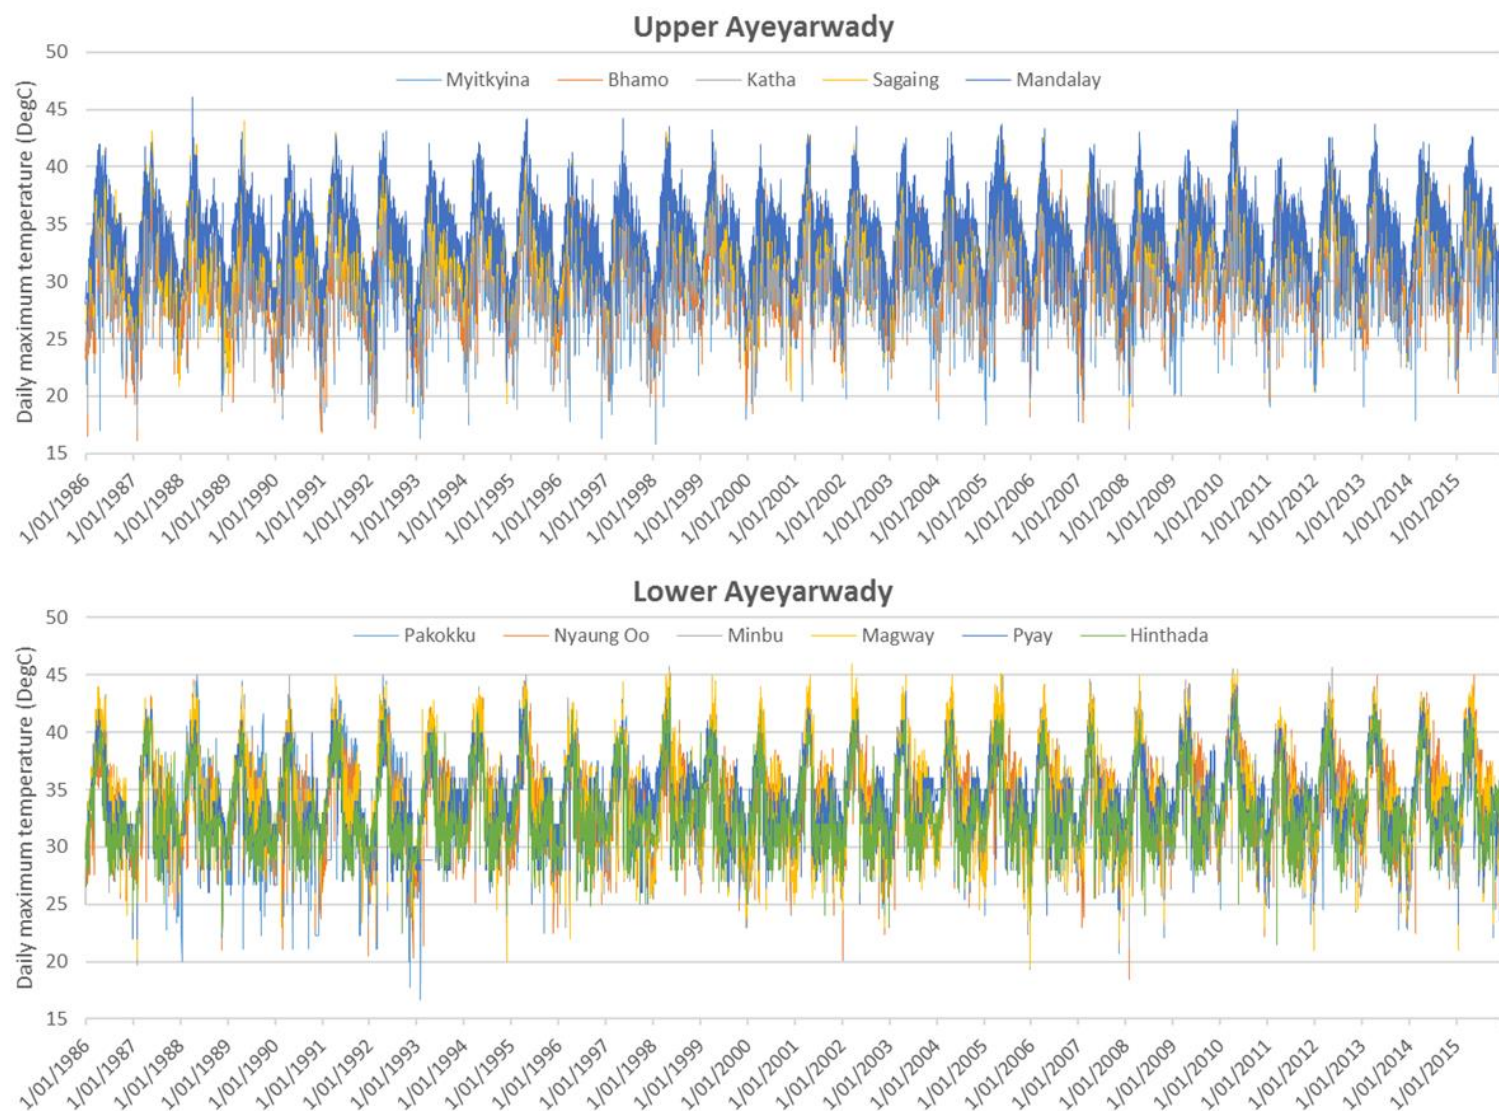 Upper Ayeyarwady
Daily maximum temperature (DegC)
50
45
40
35
30
25
20
15
Myitkyina Bhamo Katha Sagaing Mandalay
1/01/1986 1/01/1987 1/01/1988 1/01/1989 1/01/1990 1/01/1991 1/01/1992 1/01/1993 1/01/1994 1/01/1995 1/01/1996 1/01/1997 1/01/1998 1/01/1999 1/01/2000 1/01/2001 1/01/2002 1/01/2003 1/01/2004 1/01/2005 1/01/2006 1/01/2007 1/01/2008 1/01/2009 1/01/2010 1/01/2011 1/01/2012 1/01/2013 1/01/2014 1/01/2015
Lower Ayeyarwady
Daily maximum temperature (DegC)
50
45
40
35
30
25
20
15
Pakokku Nyaung Oo Minbu Magway Pyay Hinthada
1/01/1986 1/01/1987 1/01/1988 1/01/1989 1/01/1990 1/01/1991 1/01/1992 1/01/1993 1/01/1994 1/01/1995 1/01/1996 1/01/1997 1/01/1998 1/01/1999 1/01/2000 1/01/2001 1/01/2002 1/01/2003 1/01/2004 1/01/2005 1/01/2006 1/01/2007 1/01/2008 1/01/2009 1/01/2010 1/01/2011 1/01/2012 1/01/2013 1/01/2014 1/01/2015